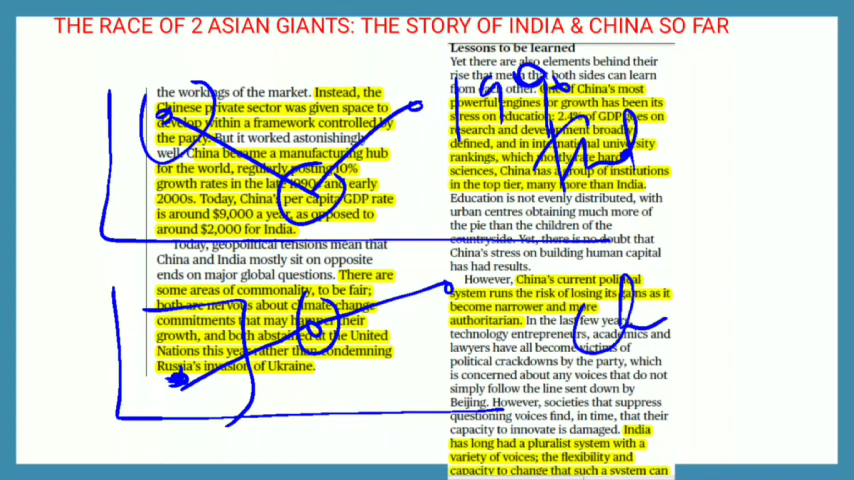 THE RACE OF 2 ASIAN GIANTS: THE STORY OF INDIA & CHINA SO FAR
the workings of the market. Instead, the
Chinese private sector was given space to
develop within a framework controlled by
the party. But it worked astonishingly
well. China became a manufacturing hub
for the world, regularly posting 10%
growth rates in the late 1990s and early
2000s. Today, China's per capita GDP rate
is around $9,000 a year, as opposed to
around $2,000 for India.
Today, geopolitical tensions mean that
China and India mostly sit on opposite
ends on major global questions. There are
some areas of commonality, to be fair;
both are nervous about climate change
commitments that may hamper their
growth, and both abstained at the United
Nations this year rather than condemning
Russia's invasion of Ukraine.
Lessons to be learned
Yet there are also elements behind their
rise that mean that both sides can learn
from each other. One of China's most
powerful engines for growth has been its
stress on education: 2.4% of GDP goes on
research and development broadly
defined, and in international university
rankings, which mostly rate hard
sciences, China has a group of institutions
in the top tier, many more than India.
Education is not evenly distributed, with
urban centres obtaining much more of
the pie than the children of the
countryside. Yet, there is no doubt that
China's stress on building human capital
has had results.
However, China's current political
system runs the risk of losing its gains as it
become narrower and more
authoritarian. In the last few years
technology entrepreneurs, academics and
lawyers have all become victims of
political crackdowns by the party, which
is concerned about any voices that do not
simply follow the line sent down by
Beijing. However, societies that suppress
questioning voices find, in time, that their
capacity to innovate is damaged. India
has long had a pluralist system with a
variety of voices; the flexibility and
capacity to change that such a system can
1990
Ind
Ch